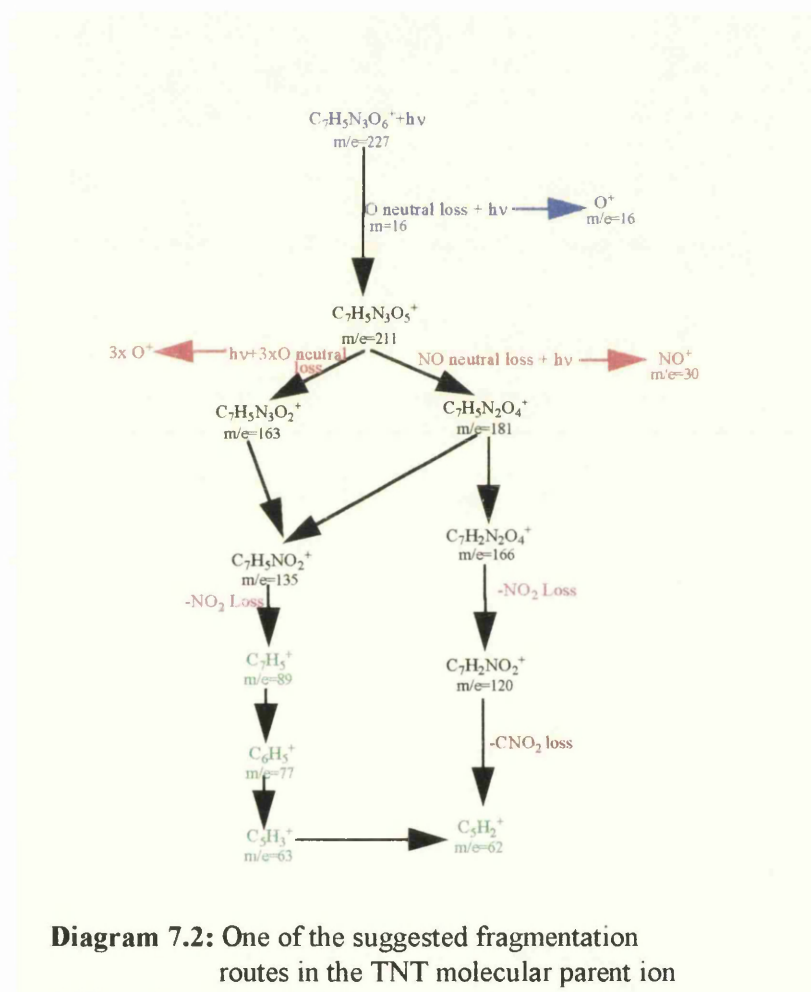 C₇H₅N₃O₆⁺+hν
m/e=227
O neutral loss + hν
m=16
O⁺
m/e=16
C₇H₅N₃O₅⁺
m/e=211
3x O⁺
hν+3xO neutral
loss
NO neutral loss + hν
NO⁺
m/e=30
C₇H₅N₃O₂⁺
m/e=163
C₇H₅N₂O₄⁺
m/e=181
C₇H₂N₂O₄⁺
m/e=166
C₇H₅NO₂⁺
m/e=135
-NO₂ Loss
-NO₂ Loss
C₇H₅⁺
m/e=89
C₇H₂NO₂⁺
m/e=120
C₆H₅⁺
m/e=77
-CNO₂ loss
C₅H₃⁺
m/e=63
C₅H₂⁺
m/e=62
Diagram 7.2: One of the suggested fragmentation
routes in the TNT molecular parent ion